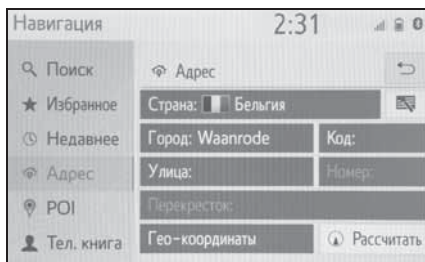 Навигация 2:31 0
Поиск
Адрес
Избранное
Страна: Бельгия
Недавнее
Город: Waanrode Код:
Адрес
Улица: Номер:
POI
Перекресток:
Тел. книга
Гео-координаты Рассчитать